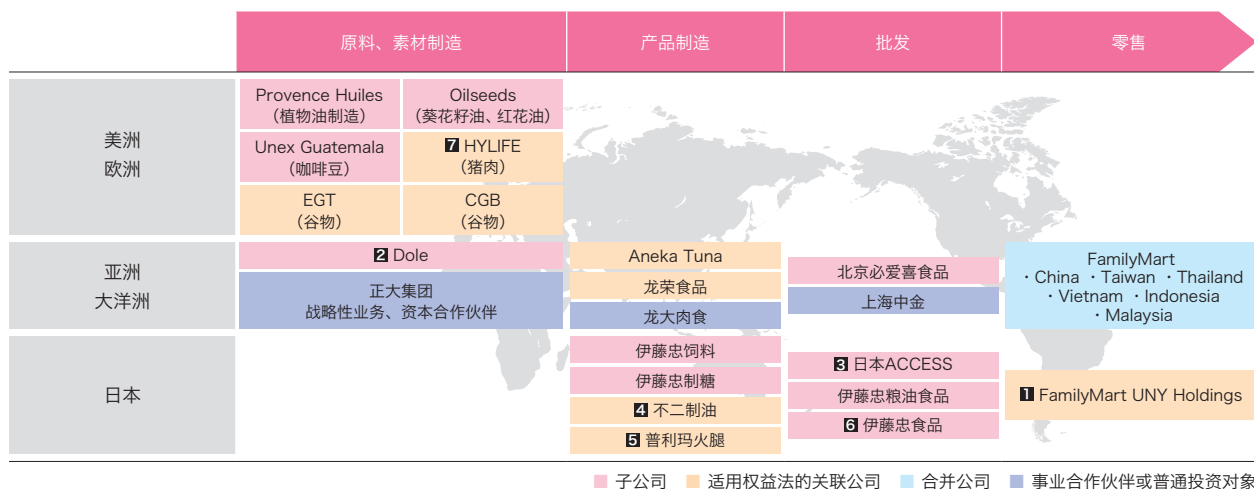 原料、素材制造
产品制造
批发
零售
美洲
欧洲
Provence Huiles
（植物油制造）
Oilseeds
（葵花籽油、红花油）
Unex Guatemala
（咖啡豆）
7 HYLIFE
（猪肉）
EGT
（谷物）
CGB
（谷物）
亚洲
大洋洲
2 Dole
正大集团
战略性业务、资本合作伙伴
Aneka Tuna
龙荣食品
龙大肉食
北京必爱喜食品
上海中金
FamilyMart
・China ・Taiwan ・Thailand
・Vietnam ・Indonesia
・Malaysia
日本
伊藤忠饲料
伊藤忠制糖
4 不二制油
5 普利玛火腿
3 日本ACCESS
伊藤忠粮油食品
6 伊藤忠食品
1 FamilyMart UNY Holdings
子公司
适用权益法的关联公司
合并公司
事业合作伙伴或普通投资对象